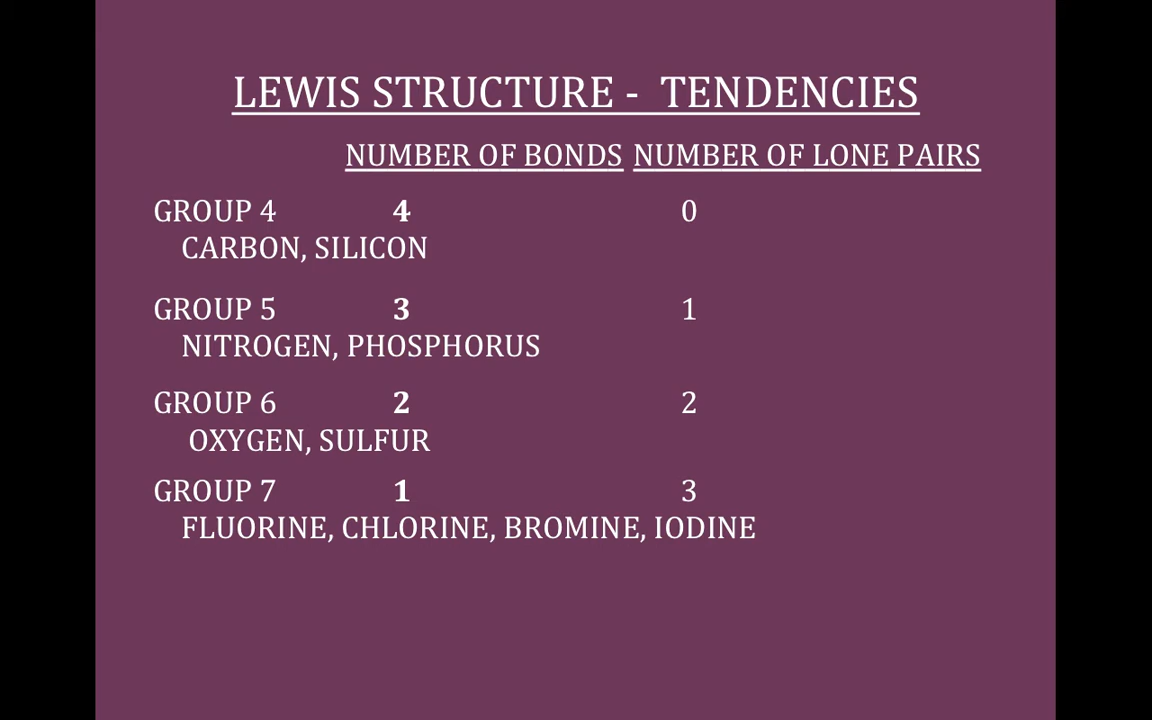 LEWIS STRUCTURE - TENDENCIES
NUMBER OF BONDS NUMBER OF LONE PAIRS
GROUP 4 4 0
CARBON, SILICON
GROUP 5 3 1
NITROGEN, PHOSPHORUS
GROUP 6 2 2
OXYGEN, SULFUR
GROUP 7 1 3
FLUORINE, CHLORINE, BROMINE, IODINE